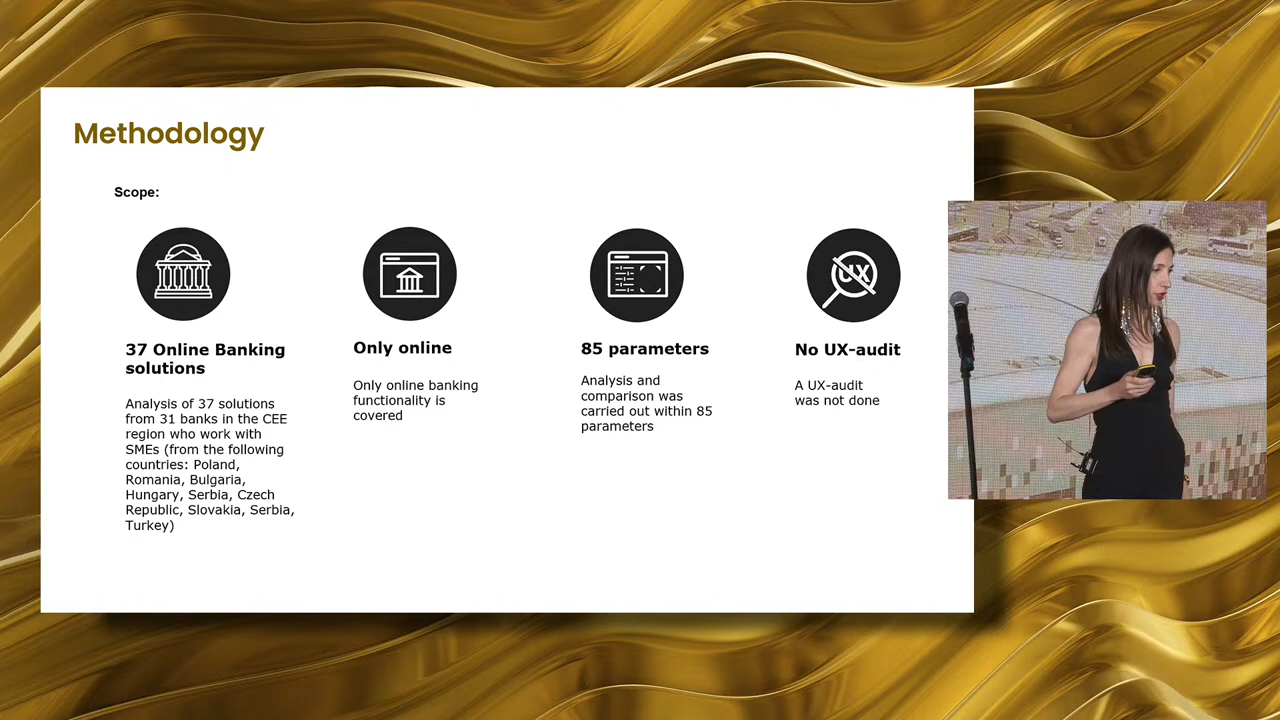 Methodology
Scope:
UX
37 Online Banking
solutions
Analysis of 37 solutions
from 31 banks in the CEE
region who work with
SMEs (from the following
countries: Poland,
Romania, Bulgaria,
Hungary, Serbia, Czech
Republic, Slovakia, Serbia,
Turkey)
Only online
Only online banking
functionality is
covered
85 parameters
Analysis and
comparison was
carried out within 85
parameters
No UX-audit
A UX-audit
was not done